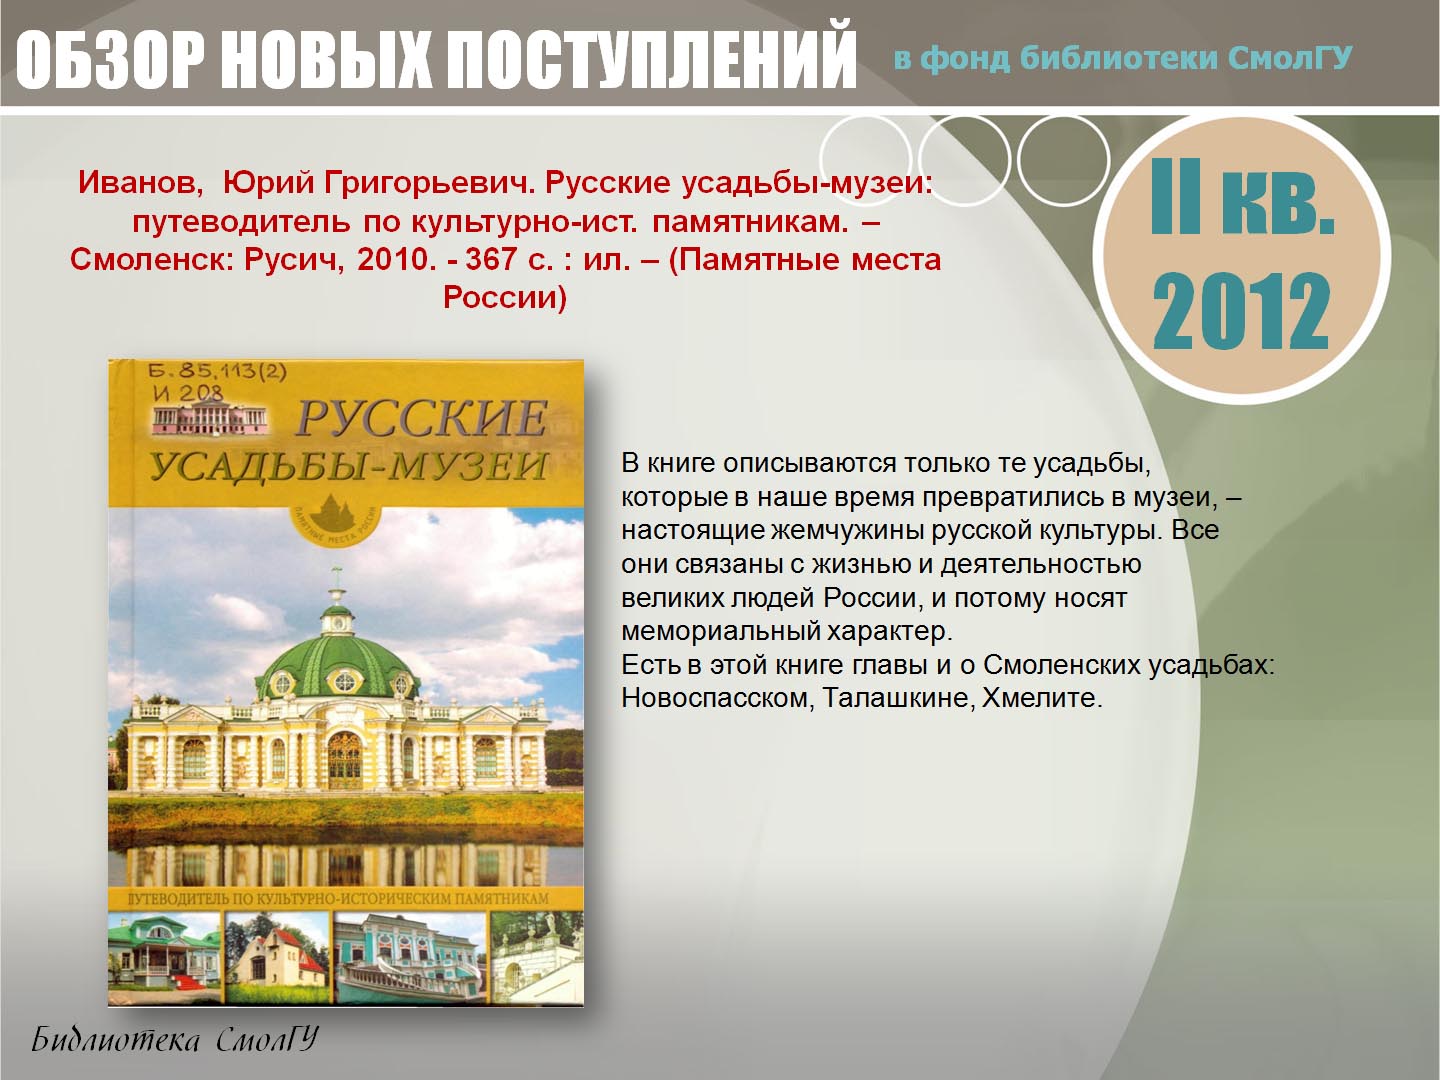 ОБЗОР НОВЫХ ПОСТУПЛЕНИЙ
в фонд библиотеки СмолГУ
II кв.
2012
Иванов, Юрий Григорьевич. Русские усадьбы-музеи:
путеводитель по культурно-ист. памятникам. –
Смоленск: Русич, 2010. - 367 с. : ил. – (Памятные места
России)
Б. 85,113(2)
И 208
РУССКИЕ
УСАДЬБЫ-МУЗЕИ
ПАМЯТНЫЕ МЕСТА РОССИИ
ПУТЕВОДИТЕЛЬ ПО КУЛЬТУРНО-ИСТОРИЧЕСКИМ ПАМЯТНИКАМ
В книге описываются только те усадьбы,
которые в наше время превратились в музеи, –
настоящие жемчужины русской культуры. Все
они связаны с жизнью и деятельностью
великих людей России, и потому носят
мемориальный характер.
Есть в этой книге главы и о Смоленских усадьбах:
Новоспасском, Талашкине, Хмелите.
Библиотека СмолГУ